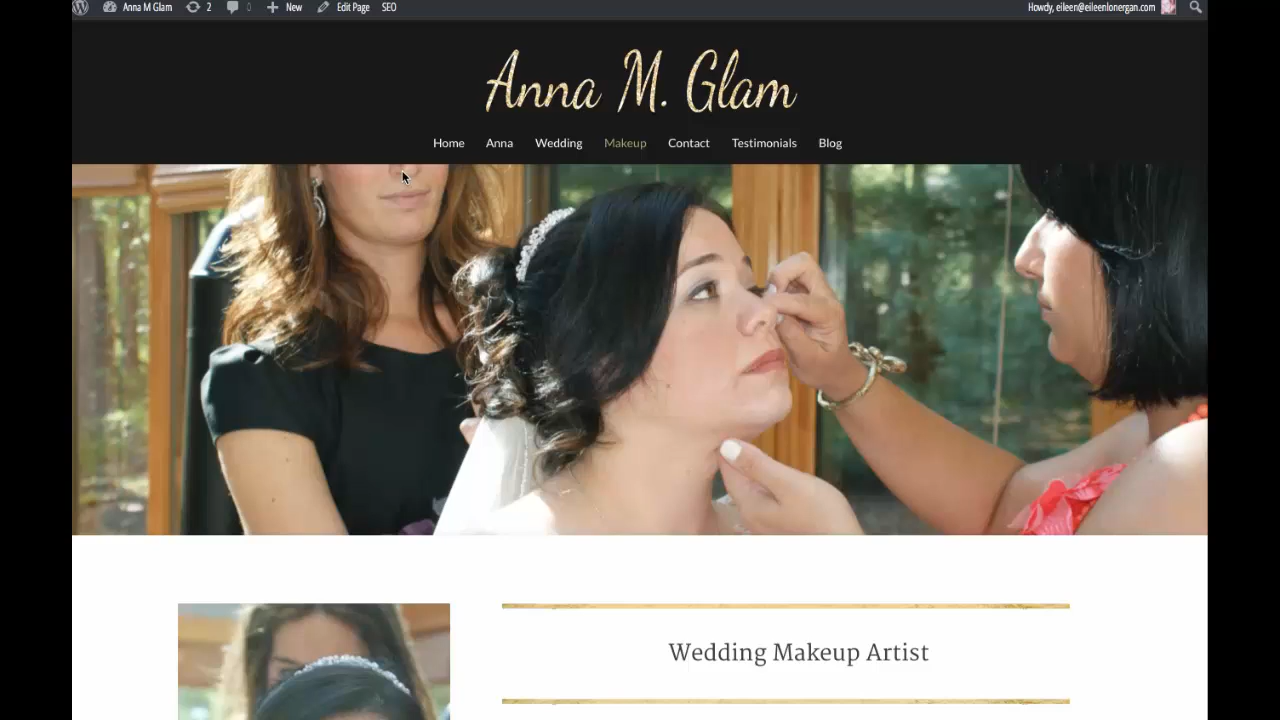 Anna M Glam 2 0 New Edit Page SEO Howdy, eileen@eileenlonergan.com
Anna M. Glam
Home Anna Wedding Makeup Contact Testimonials Blog
Wedding Makeup Artist